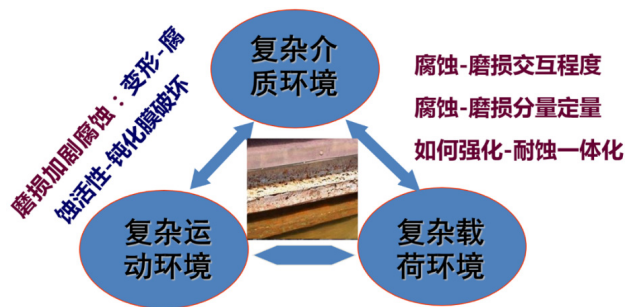 复杂介
质环境
磨损加剧腐蚀：变形-腐
蚀活性-钝化膜破坏
腐蚀-磨损交互程度
腐蚀-磨损分量定量
如何强化-耐蚀一体化
复杂运
动环境
复杂载
荷环境